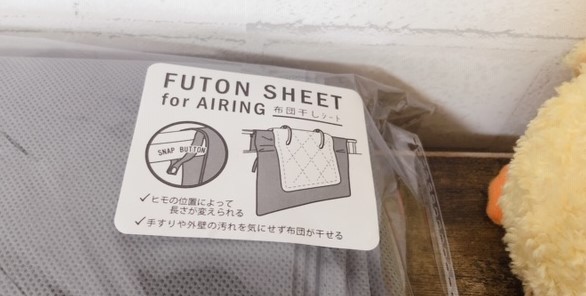 FUTON SHEET
for AIRING 布団干しシート
SNAP BUTTON
✓ヒモの位置によって
長さが変えられる
✓手すりや外壁の汚れを気にせず布団が干せる